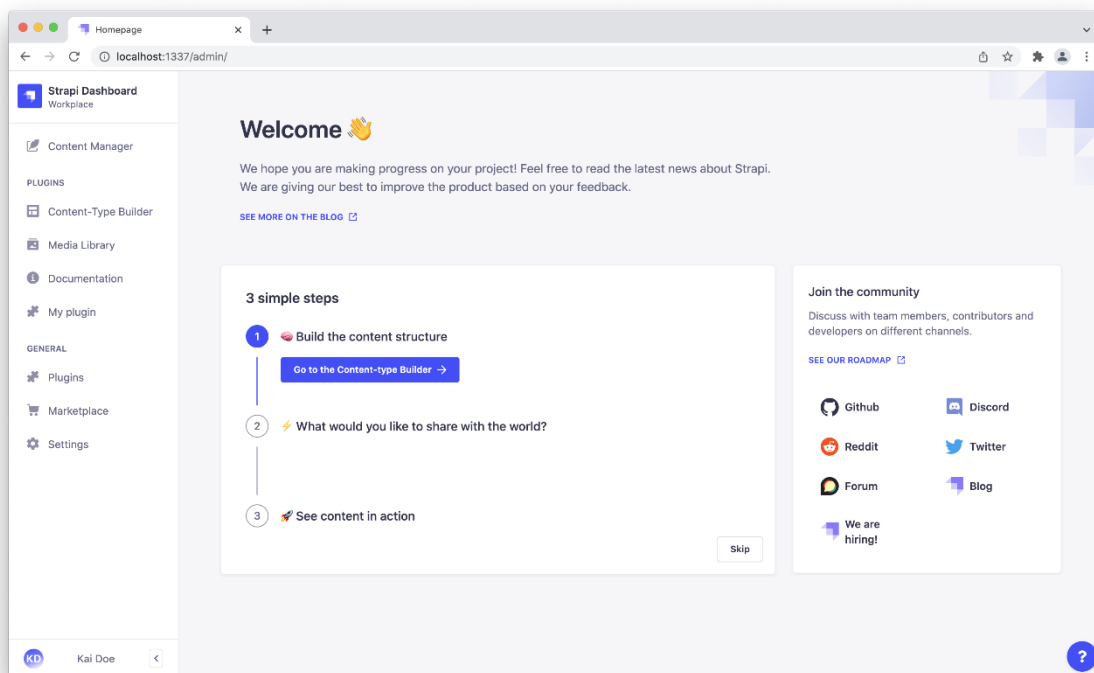 Homepage
localhost:1337/admin/
Strapi Dashboard
Workplace
Content Manager
PLUGINS
Content-Type Builder
Media Library
Documentation
My plugin
GENERAL
Plugins
Marketplace
Settings
KD
Kai Doe
Welcome 👋
We hope you are making progress on your project! Feel free to read the latest news about Strapi.
We are giving our best to improve the product based on your feedback.
SEE MORE ON THE BLOG
3 simple steps
1
🧠 Build the content structure
Go to the Content-type Builder →
2
⚡ What would you like to share with the world?
3
🚀 See content in action
Skip
Join the community
Discuss with team members, contributors and
developers on different channels.
SEE OUR ROADMAP
Github
Discord
Reddit
Twitter
Forum
Blog
We are
hiring!
?